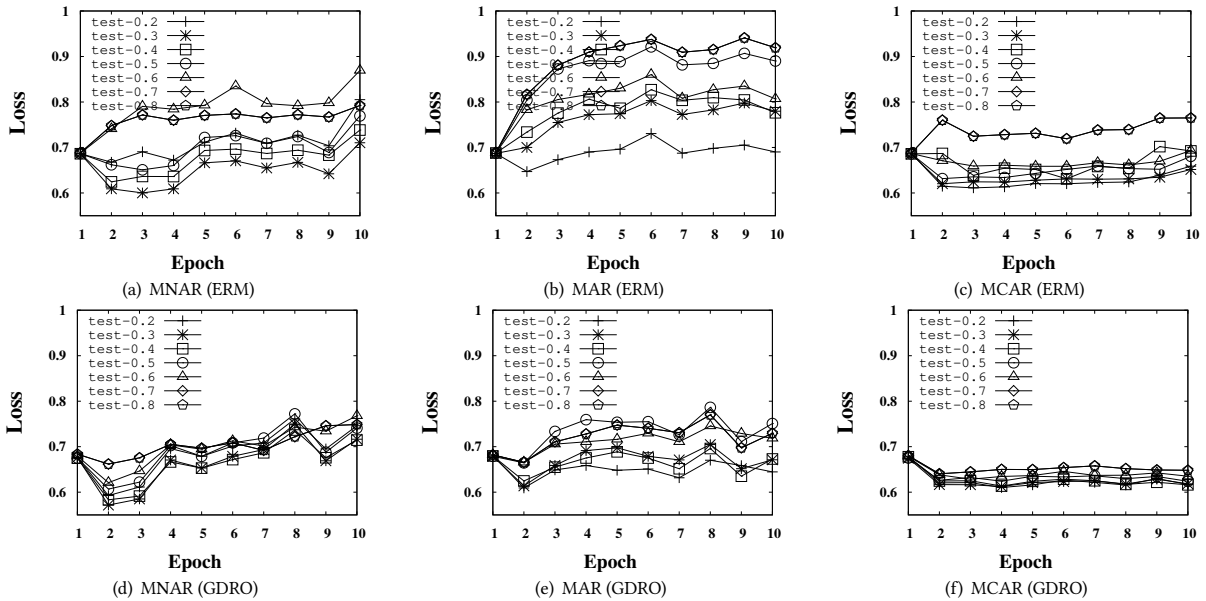 1
0.9
0.8
0.7
0.6
Loss
test-0.2
test-0.3
test-0.4
test-0.5
test-0.6
test-0.7
test-0.8
1 2 3 4 5 6 7 8 9 10
Epoch
(a) MNAR (ERM)
1
0.9
0.8
0.7
0.6
Loss
test-0.2
test-0.3
test-0.4
test-0.5
test-0.6
test-0.7
test-0.8
1 2 3 4 5 6 7 8 9 10
Epoch
(b) MAR (ERM)
1
0.9
0.8
0.7
0.6
Loss
test-0.2
test-0.3
test-0.4
test-0.5
test-0.6
test-0.7
test-0.8
1 2 3 4 5 6 7 8 9 10
Epoch
(c) MCAR (ERM)
1
0.9
0.8
0.7
0.6
Loss
test-0.2
test-0.3
test-0.4
test-0.5
test-0.6
test-0.7
test-0.8
1 2 3 4 5 6 7 8 9 10
Epoch
(d) MNAR (GDRO)
1
0.9
0.8
0.7
0.6
Loss
test-0.2
test-0.3
test-0.4
test-0.5
test-0.6
test-0.7
test-0.8
1 2 3 4 5 6 7 8 9 10
Epoch
(e) MAR (GDRO)
1
0.9
0.8
0.7
0.6
Loss
test-0.2
test-0.3
test-0.4
test-0.5
test-0.6
test-0.7
test-0.8
1 2 3 4 5 6 7 8 9 10
Epoch
(f) MCAR (GDRO)